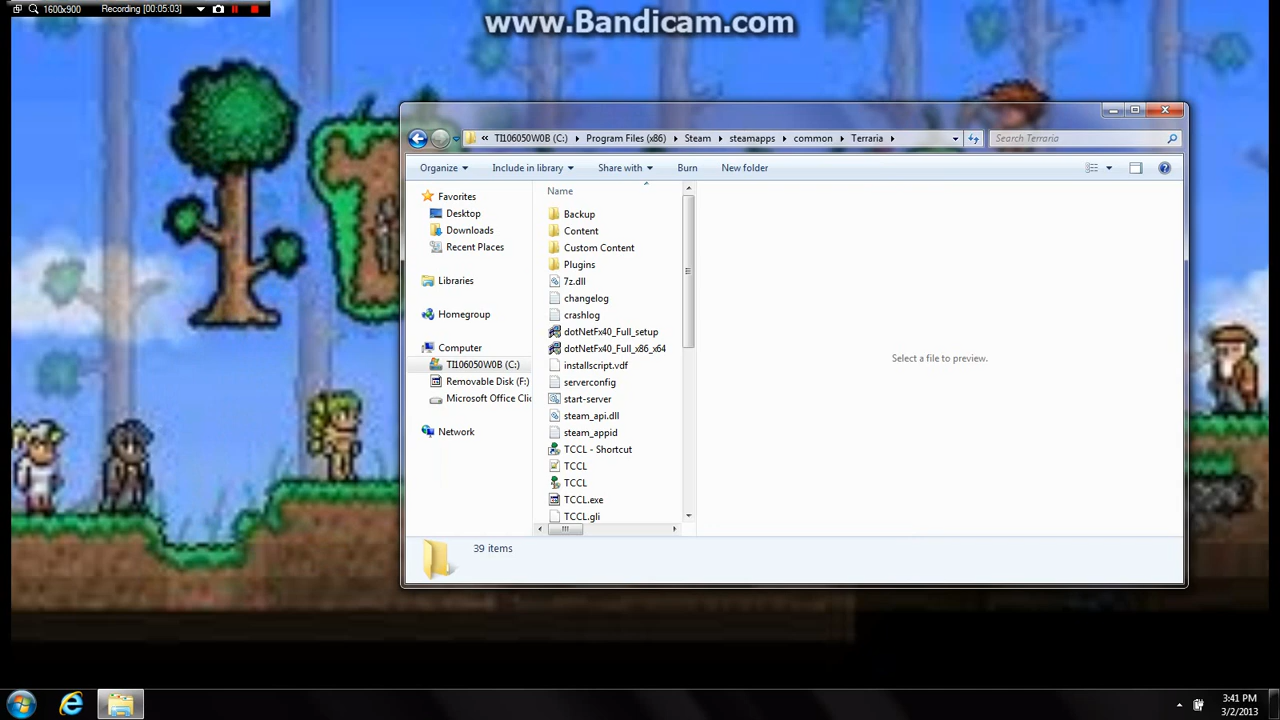 1600x900 Recording [00:05:03]
www.Bandicam.com
« TI106050W0B (C:) Program Files (x86) Steam steamapps common Terraria Search Terraria
Organize Include in library Share with Burn New folder
Favorites
Desktop
Downloads
Recent Places
Libraries
Homegroup
Computer
TI106050W0B (C:)
Removable Disk (F:)
Microsoft Office Clic
Network
Name
Backup
Content
Custom Content
Plugins
7z.dll
changelog
crashlog
dotNetFx40_Full_setup
dotNetFx40_Full_x86_x64
installscript.vdf
serverconfig
start-server
steam_api.dll
steam_appid
TCCL - Shortcut
TCCL
TCCL
TCCL.exe
TCCL.gli
Select a file to preview.
39 items
3:41 PM
3/2/2013